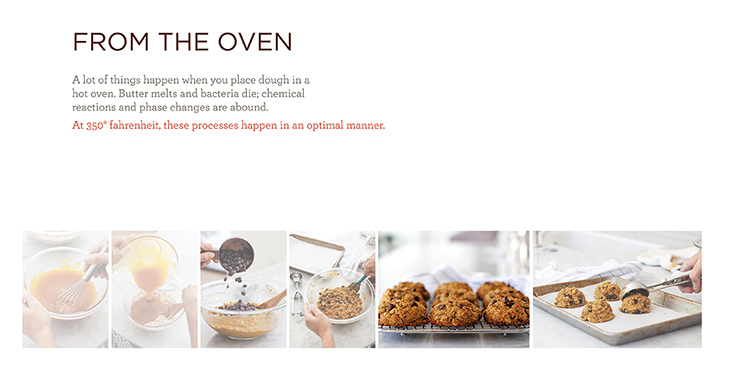 FROM THE OVEN
A lot of things happen when you place dough in a
hot oven. Butter melts and bacteria die; chemical
reactions and phase changes are abound.
At 350° fahrenheit, these processes happen in an optimal manner.